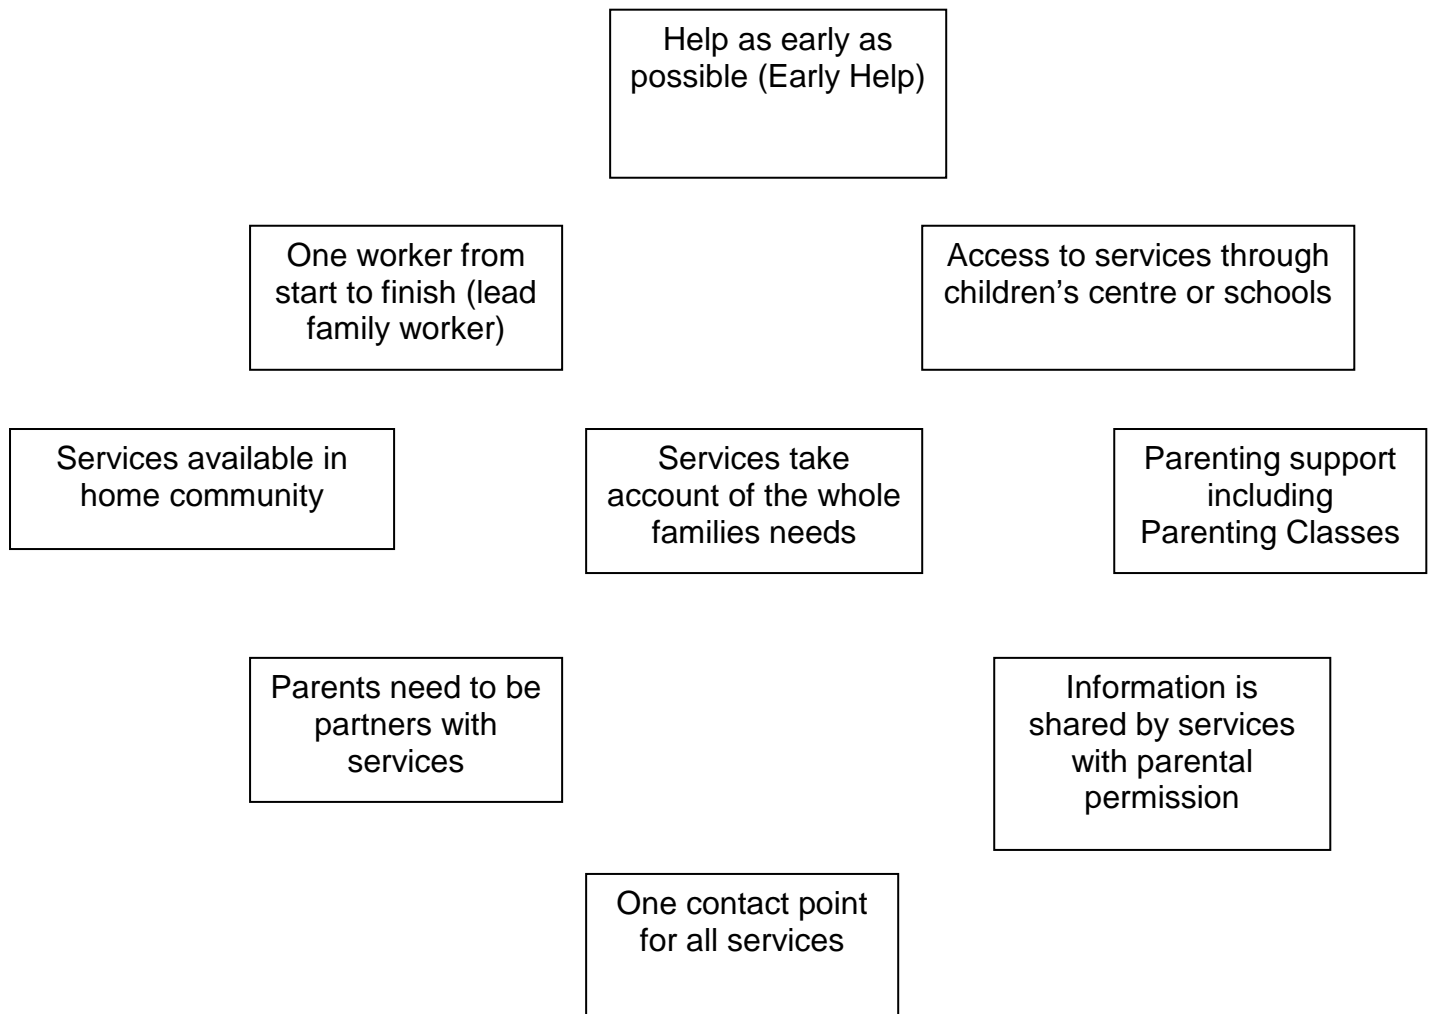 Help as early as
possible (Early Help)
One worker from
start to finish (lead
family worker)
Access to services through
children's centre or schools
Services available in
home community
Services take
account of the whole
families needs
Parenting support
including
Parenting Classes
Parents need to be
partners with
services
Information is
shared by services
with parental
permission
One contact point
for all services